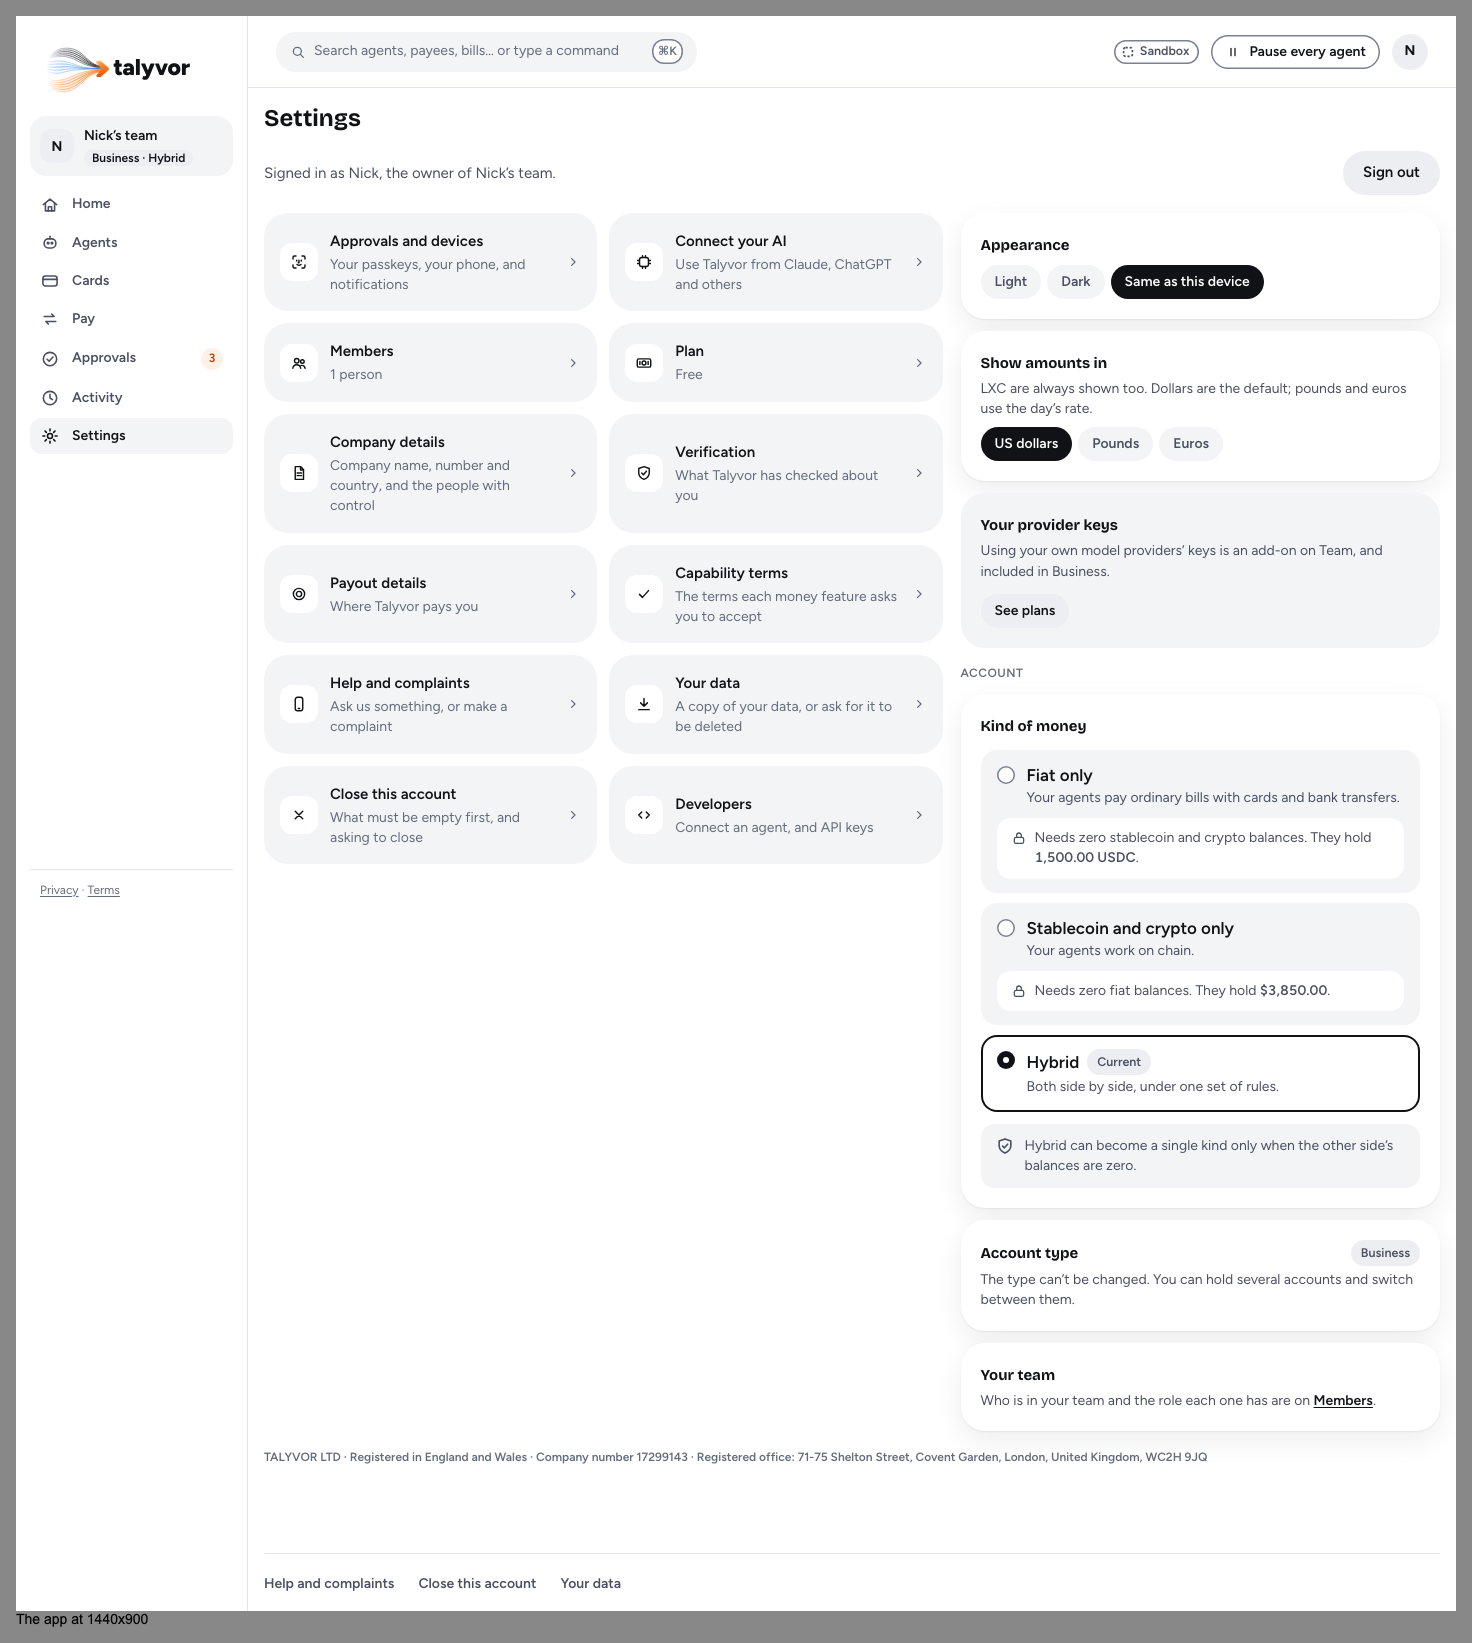 talyvor
Search agents, payees, bills... or type a command
⌘K
Sandbox
Pause every agent
N
N
Nick's team
Business · Hybrid
Home
Agents
Cards
Pay
Approvals
3
Activity
Settings
Privacy · Terms
Settings
Signed in as Nick, the owner of Nick's team.
Sign out
Approvals and devices
Your passkeys, your phone, and
notifications
Connect your AI
Use Talyvor from Claude, ChatGPT
and others
Members
1 person
Plan
Free
Company details
Company name, number and
country, and the people with
control
Verification
What Talyvor has checked about
you
Payout details
Where Talyvor pays you
Capability terms
The terms each money feature asks
you to accept
Help and complaints
Ask us something, or make a
complaint
Your data
A copy of your data, or ask for it to
be deleted
Close this account
What must be empty first, and
asking to close
Developers
Connect an agent, and API keys
Appearance
Light
Dark
Same as this device
Show amounts in
LXC are always shown too. Dollars are the default; pounds and euros
use the day's rate.
US dollars
Pounds
Euros
Your provider keys
Using your own model providers' keys is an add-on on Team, and
included in Business.
See plans
ACCOUNT
Kind of money
Fiat only
Your agents pay ordinary bills with cards and bank transfers.
Needs zero stablecoin and crypto balances. They hold
1,500.00 USDC.
Stablecoin and crypto only
Your agents work on chain.
Needs zero fiat balances. They hold $3,850.00.
Hybrid
Current
Both side by side, under one set of rules.
Hybrid can become a single kind only when the other side's
balances are zero.
Account type
Business
The type can't be changed. You can hold several accounts and switch
between them.
Your team
Who is in your team and the role each one has are on Members.
TALYVOR LTD · Registered in England and Wales · Company number 17299143 · Registered office: 71-75 Shelton Street, Covent Garden, London, United Kingdom, WC2H 9JQ
Help and complaints
Close this account
Your data
The app at 1440x900